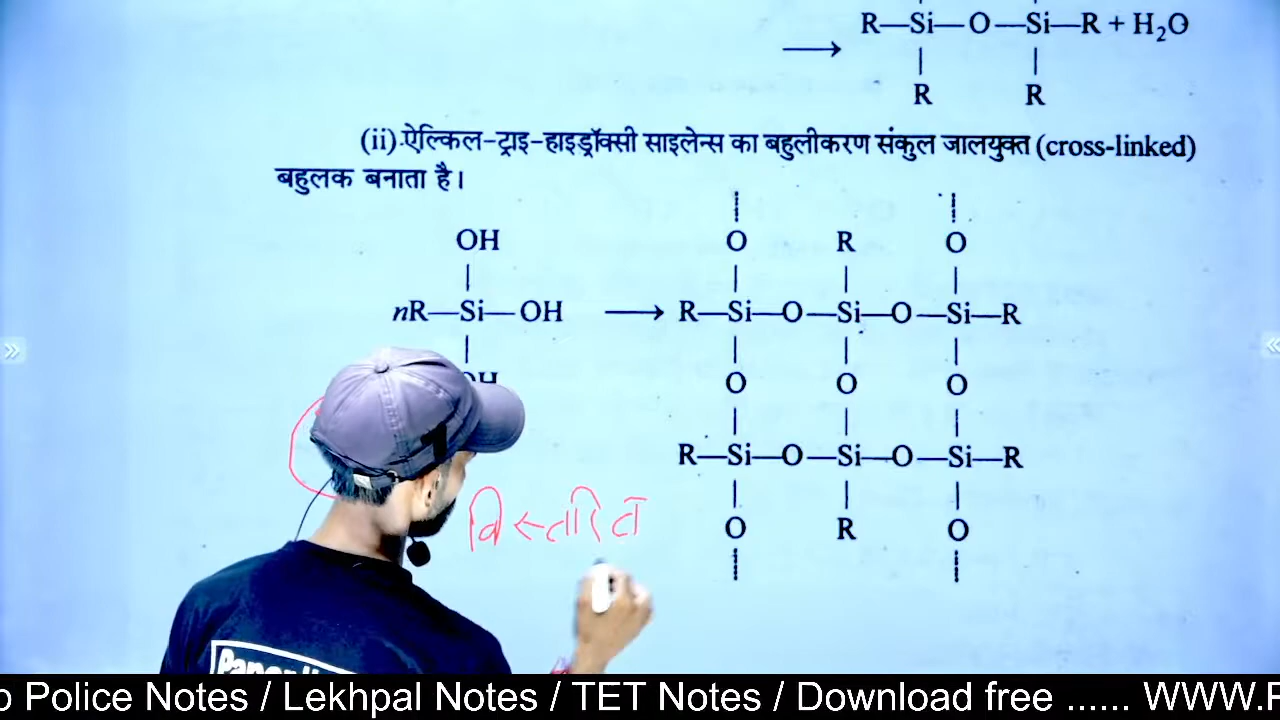 R—Si—O—Si—R + H₂O
⟶
R R
(ii) ऐल्किल-ट्राइ-हाइड्रॉक्सी साइलेन्स का बहुलीकरण संकुल जालयुक्त (cross-linked)
बहुलक बनाता है।
O R O
OH
nR—Si—OH ⟶ R—Si—O—Si—O—Si—R
OH O O O
R—Si—O—Si—O—Si—R
O R O
Police Notes / Lekhpal Notes / TET Notes / Download free ...... WWW.